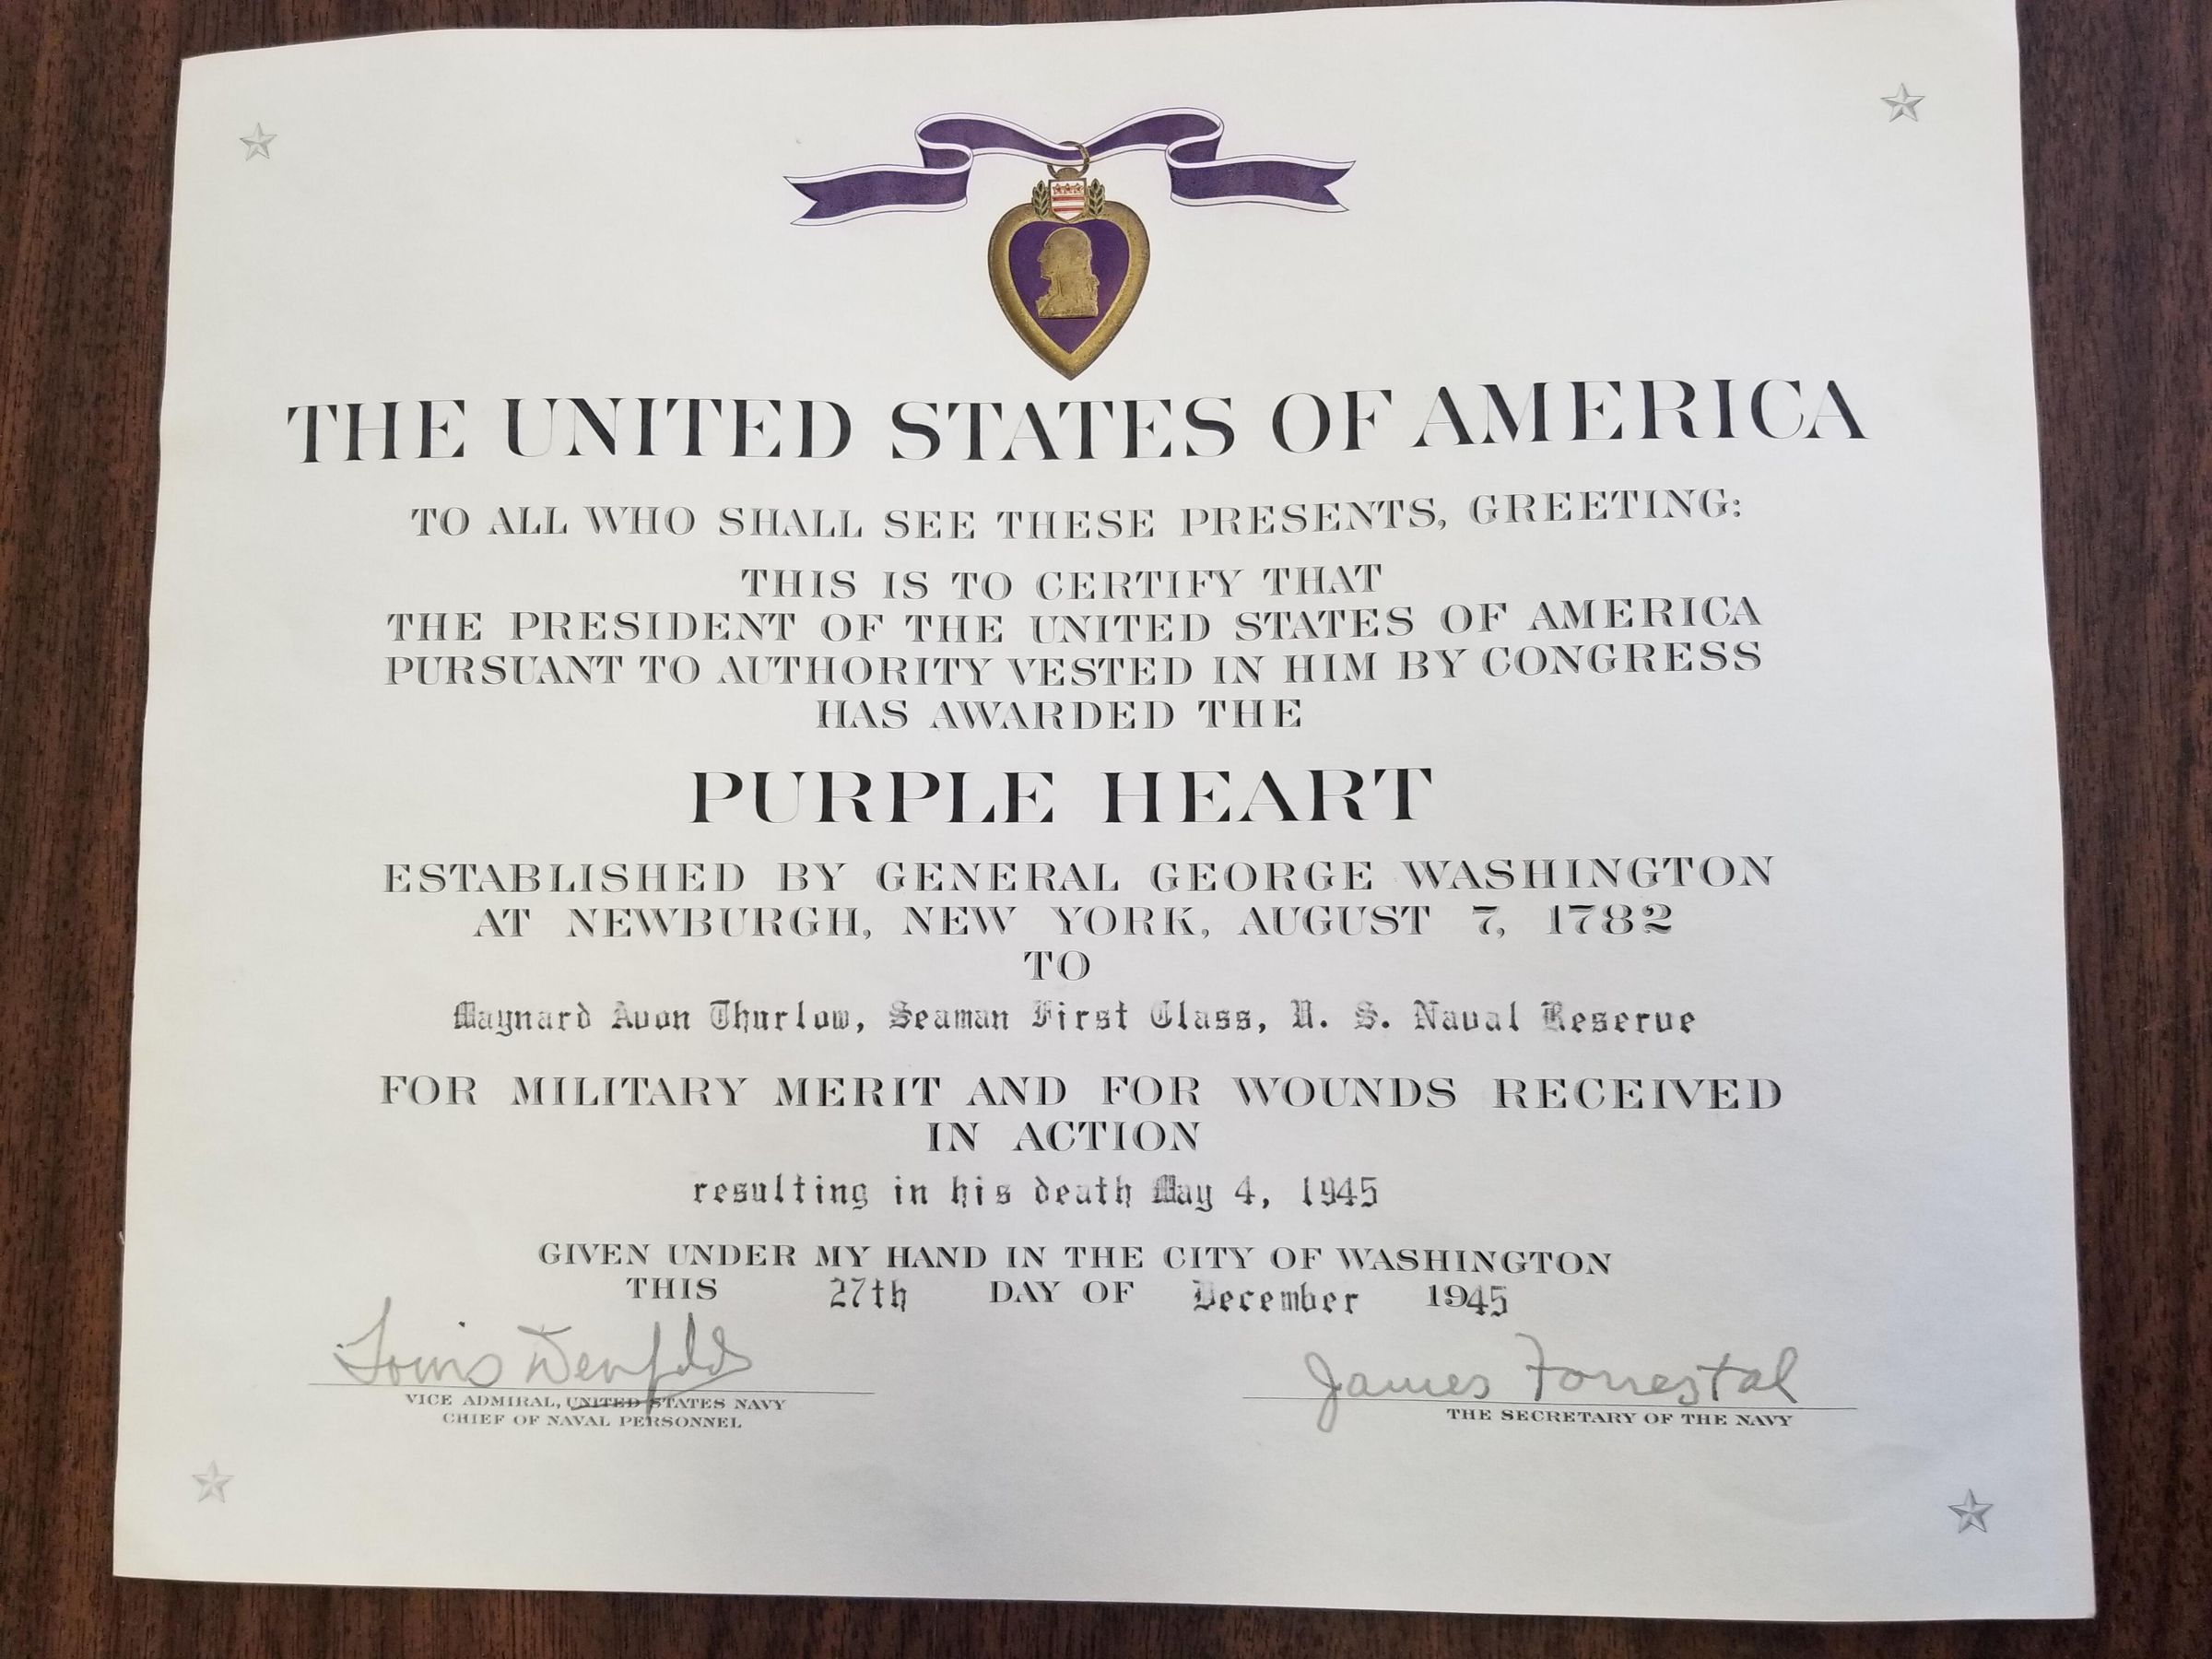 THE UNITED STATES OF AMERICA
TO ALL WHO SHALL SEE THESE PRESENTS, GREETING:
THIS IS TO CERTIFY THAT
THE PRESIDENT OF THE UNITED STATES OF AMERICA
PURSUANT TO AUTHORITY VESTED IN HIM BY CONGRESS
HAS AWARDED THE
PURPLE HEART
ESTABLISHED BY GENERAL GEORGE WASHINGTON
AT NEWBURGH, NEW YORK, AUGUST 7, 1782
TO
Maynard Avon Thurlow, Seaman First Class, U. S. Naval Reserve
FOR MILITARY MERIT AND FOR WOUNDS RECEIVED
IN ACTION
resulting in his death May 4, 1945
GIVEN UNDER MY HAND IN THE CITY OF WASHINGTON
THIS 27th DAY OF December 1945
Louis Denfeld
VICE ADMIRAL, UNITED STATES NAVY
CHIEF OF NAVAL PERSONNEL
James Forrestal
THE SECRETARY OF THE NAVY